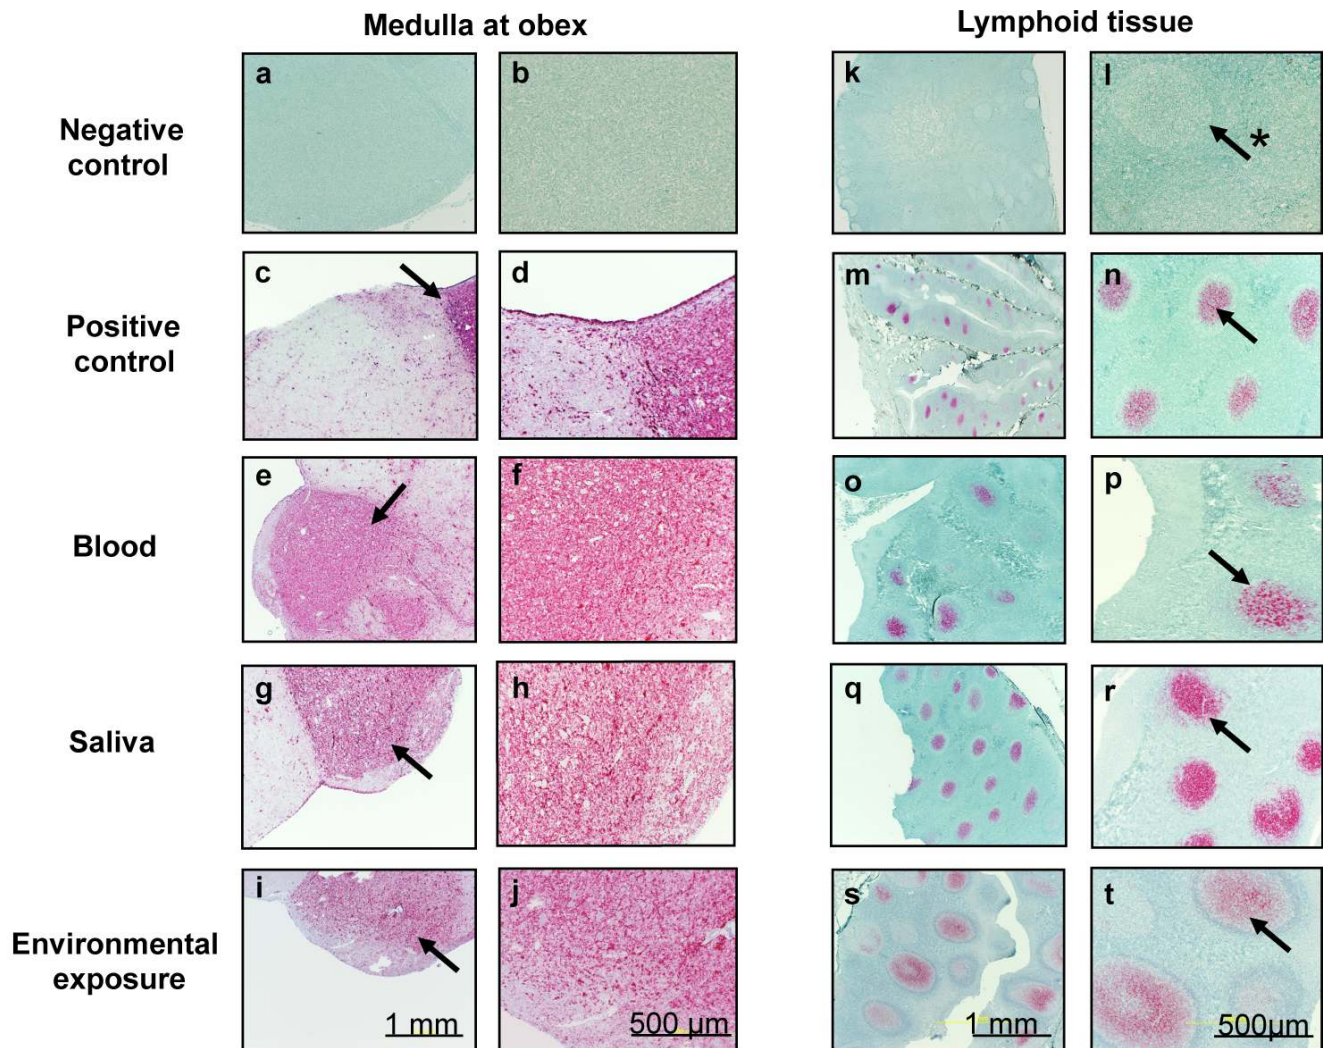 Medulla at obex
Lymphoid tissue
Negative
control
a
b
k
l
*
Positive
control
c
d
m
n
Blood
e
f
o
p
Saliva
g
h
q
r
Environmental
exposure
i
j
s
t
1 mm
500 µm
1 mm
500µm